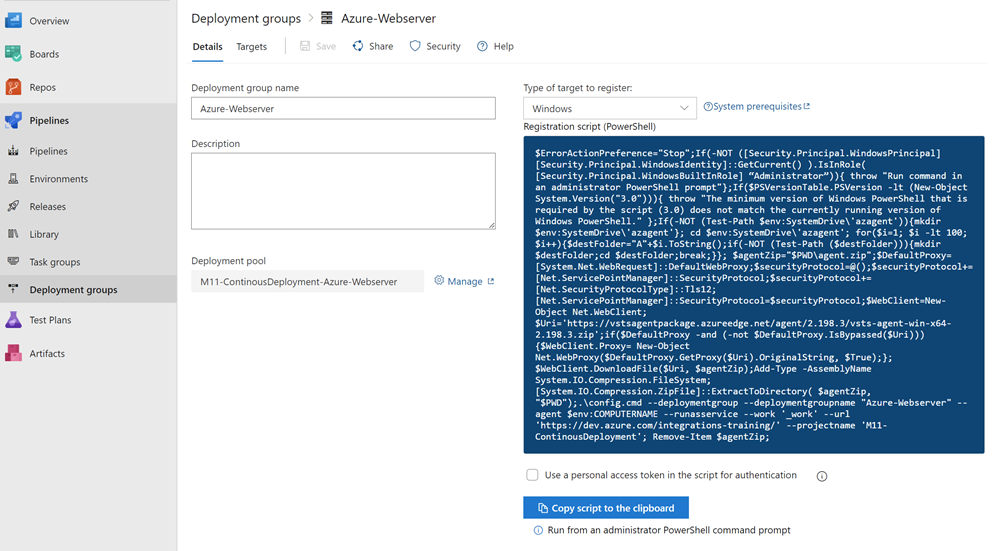 Overview
Boards
Repos
Pipelines
Pipelines
Environments
Releases
Library
Task groups
Deployment groups
Test Plans
Artifacts
Deployment groups > Azure-Webserver
Details Targets Save Share Security Help
Deployment group name
Azure-Webserver
Description
Deployment pool
M11-ContinousDeployment-Azure-Webserver Manage
Type of target to register:
Windows System prerequisites
Registration script (PowerShell)
$ErrorActionPreference="Stop";If(-NOT ([Security.Principal.WindowsPrincipal]
[Security.Principal.WindowsIdentity]::GetCurrent() ).IsInRole(
[Security.Principal.WindowsBuiltInRole] “Administrator”)){ throw "Run command in
an administrator PowerShell prompt"};If($PSVersionTable.PSVersion -lt (New-Object
System.Version("3.0"))){ throw "The minimum version of Windows PowerShell that is
required by the script (3.0) does not match the currently running version of
Windows PowerShell." };If(-NOT (Test-Path $env:SystemDrive\'azagent')){mkdir
$env:SystemDrive\'azagent'}; cd $env:SystemDrive\'azagent'; for($i=1; $i -lt 100;
$i++){$destFolder="A"+$i.ToString();if(-NOT (Test-Path ($destFolder))){mkdir
$destFolder;cd $destFolder;break;}}; $agentZip="$PWD\agent.zip";$DefaultProxy=
[System.Net.WebRequest]::DefaultWebProxy;$securityProtocol=@();$securityProtocol+=
[Net.ServicePointManager]::SecurityProtocol;$securityProtocol+=
[Net.SecurityProtocolType]::Tls12;
[Net.ServicePointManager]::SecurityProtocol=$securityProtocol;$WebClient=New-
Object Net.WebClient;
$Uri='https://vstsagentpackage.azureedge.net/agent/2.198.3/vsts-agent-win-x64-
2.198.3.zip';if($DefaultProxy -and (-not $DefaultProxy.IsBypassed($Uri)))
{$WebClient.Proxy= New-Object
Net.WebProxy($DefaultProxy.GetProxy($Uri).OriginalString, $True);};
$WebClient.DownloadFile($Uri, $agentZip);Add-Type -AssemblyName
System.IO.Compression.FileSystem;
[System.IO.Compression.ZipFile]::ExtractToDirectory( $agentZip,
"$PWD");.\config.cmd --deploymentgroup --deploymentgroupname "Azure-Webserver" --
agent $env:COMPUTERNAME --runasservice --work '_work' --url
'https://dev.azure.com/integrations-training/' --projectname 'M11-
ContinousDeployment'; Remove-Item $agentZip;
Use a personal access token in the script for authentication
Copy script to the clipboard
Run from an administrator PowerShell command prompt